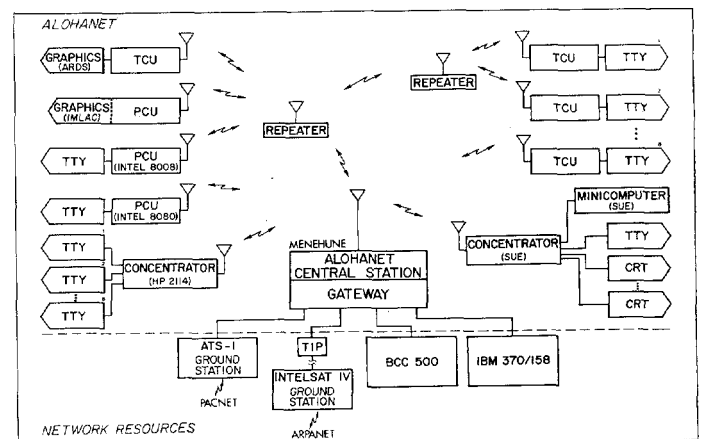 ALOHANET
GRAPHICS
(ARDS)
TCU
GRAPHICS
(IMLAC)
PCU
TTY
PCU
(INTEL 8008)
TTY
PCU
(INTEL 8080)
TTY
TTY
TTY
CONCENTRATOR
(HP 2114)
REPEATER
REPEATER
TCU
TTY
TCU
TTY
TCU
TTY
MINICOMPUTER
(SUE)
CONCENTRATOR
(SUE)
TTY
CRT
CRT
MENEHUNE
ALOHANET
CENTRAL STATION
GATEWAY
ATS-1
GROUND
STATION
PACNET
TIP
INTELSAT IV
GROUND
STATION
ARPANET
BCC 500
IBM 370/158
NETWORK RESOURCES